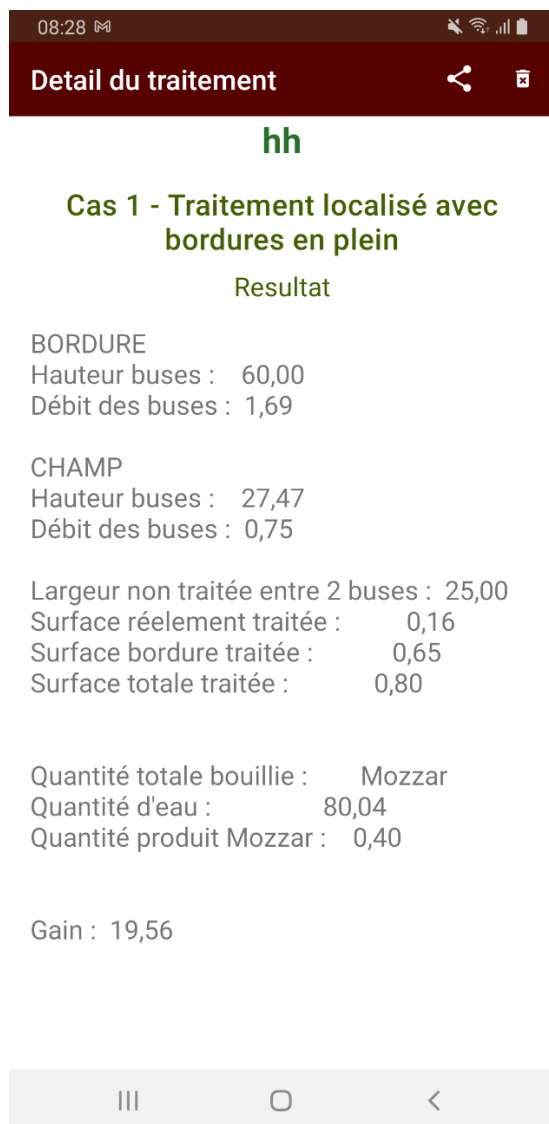 08:28
Detail du traitement
hh
Cas 1 - Traitement localisé avec
bordures en plein
Resultat
BORDURE
Hauteur buses : 60,00
Débit des buses : 1,69
CHAMP
Hauteur buses : 27,47
Débit des buses : 0,75
Largeur non traitée entre 2 buses : 25,00
Surface réelement traitée : 0,16
Surface bordure traitée : 0,65
Surface totale traitée : 0,80
Quantité totale bouillie : Mozzar
Quantité d'eau : 80,04
Quantité produit Mozzar : 0,40
Gain : 19,56